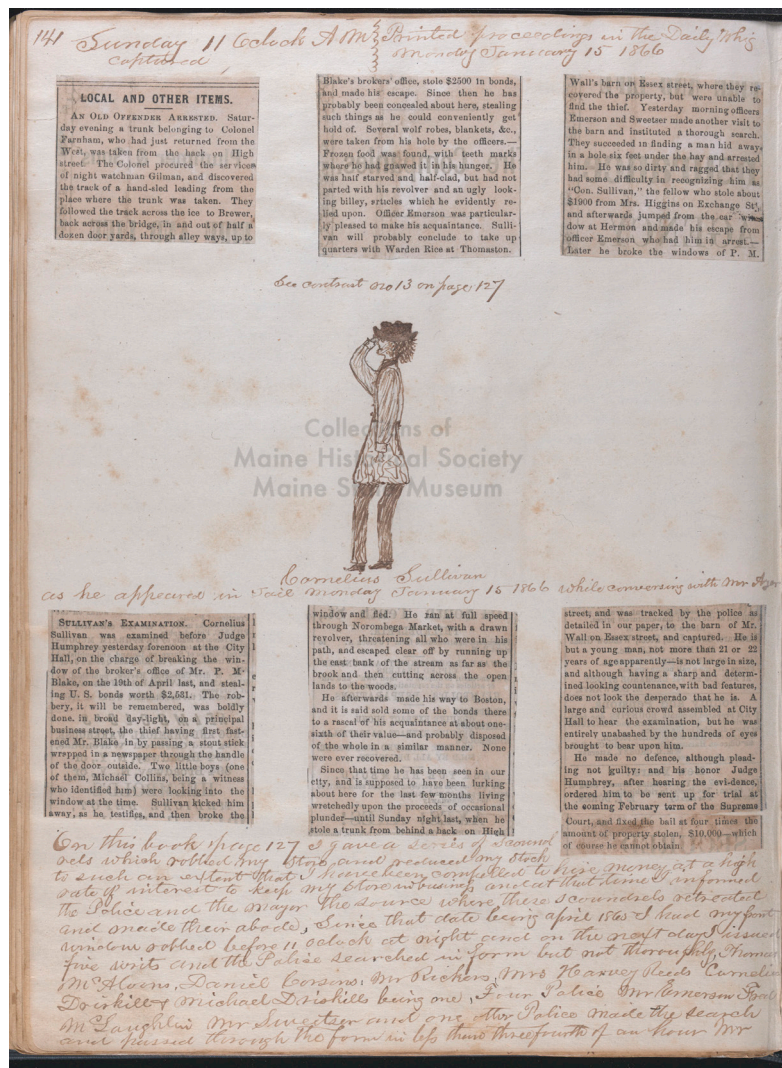 141 Sunday 11 Oclock A M Printed proceedings in the Daily Whig
captured Monday January 15 1866
LOCAL AND OTHER ITEMS.
AN OLD OFFENDER ARRESTED. Satur-
day evening a trunk belonging to Colonel
Farnham, who had just returned from the
West, was taken from the hack on High
street. The Colonel procured the services
of night watchman Gilman, and discovered
the track of a hand-sled leading from the
place where the trunk was taken. They
followed the track across the ice to Brewer,
back across the bridge, in and out of half a
dozen door yards, through alley ways, up to
Blake's brokers' office, stole $2500 in bonds,
and made his escape. Since then he has
probably been concealed about here, stealing
such things as he could conveniently get
hold of. Several wolf robes, blankets, &c.,
were taken from his hole by the officers.—
Frozen food was found, with teeth marks
where he had gnawed it in his hunger. He
was half starved and half-clad, but had not
parted with his revolver and an ugly look-
ing billey, articles which he evidently re-
lied upon. Officer Emerson was particular-
ly pleased to make his acquaintance. Sulli-
van will probably conclude to take up
quarters with Warden Rice at Thomaston.
Wall's barn on Essex street, where they re-
covered the property, but were unable to
find the thief. Yesterday morning officers
Emerson and Sweetser made another visit to
the barn and instituted a thorough search.
They succeeded in finding a man hid away
in a hole six feet under the hay and arrested
him. He was so dirty and ragged that they
had some difficulty in recognizing him as
"Con. Sullivan," the fellow who stole about
$1900 from Mrs. Higgins on Exchange St.,
and afterwards jumped from the car win-
dow at Hermon and made his escape from
officer Emerson who had him in arrest.—
Later he broke the windows of P. M.
See contrast no 13 on page 127
Collections of
Maine Historical Society
Maine State Museum
Cornelius Sullivan
as he appeared in Jail Monday January 15 1866 while conversing with Mr
SULLIVAN'S EXAMINATION. Cornelius
Sullivan was examined before Judge
Humphrey yesterday forenoon at the City
Hall, on the charge of breaking the win-
dow of the broker's office of Mr. P. M.
Blake, on the 19th of April last, and steal-
ing U. S. bonds worth $2,581. The rob-
bery, it will be remembered, was boldly
done, in broad day-light, on a principal
business street, the thief having first fast-
ened Mr. Blake in by passing a stout stick
wrapped in a newspaper through the handle
of the door outside. Two little boys (one
of them, Michael Collins, being a witness
who identified him) were looking into the
window at the time. Sullivan kicked him
away, as he testifies, and then broke the
window and fled. He ran at full speed
through Norombega Market, with a drawn
revolver, threatening all who were in his
path, and escaped clear off by running up
the east bank of the stream as far as the
brook and then cutting across the open
lands to the woods.
He afterwards made his way to Boston,
and it is said sold some of the bonds there
to a rascal of his acquaintance at about one-
sixth of their value—and probably disposed
of the whole in a similar manner. None
were ever recovered.
Since that time he has been seen in our
city, and is supposed to have been lurking
about here for the last few months living
wretchedly upon the proceeds of occasional
plunder—until Sunday night last, when he
stole a trunk from behind a hack on High
street, and was tracked by the police as
detailed in our paper, to the barn of Mr.
Wall on Essex street, and captured. He is
but a young man, not more than 21 or 22
years of age apparently—is not large in size,
and although having a sharp and determ-
ined looking countenance, with bad features,
does not look the desperado that he is. A
large and curious crowd assembled at City
Hall to hear the examination, but he was
entirely unabashed by the hundreds of eyes
brought to bear upon him.
He made no defence, although plead-
ing not guilty: and his honor Judge
Humphrey, after hearing the evi-dence,
ordered him to be sent up for trial at
the coming February term of the Supreme
Court, and fixed the bail at four times the
amount of property stolen, $10,000—which
of course he cannot obtain
On this book page 127 I gave a series of Scound
rels which robbed my store and reduced my stock
to such an extent that I have been compelled to hire money at a high
rate of interest to keep my store in business and at that time I informed
the Police and the mayor the source where these scoundrels retreated
and made their abode, Since that date being april 1865 I had my front
window robbed before 11 oclock at night and on the next day I issued
five writs and the Police searched in form but not thoroughly, Thomas
McAloens, Daniel Corsons, Mr Rickers, Mrs Harvey Reeds Cornelius
Driskills michael Driskills being one, Four Police Mr Emerson
McLaughlin Mr Sweetser and one other Police made the search
and passed through the form in less than three fourth of an hour Mr